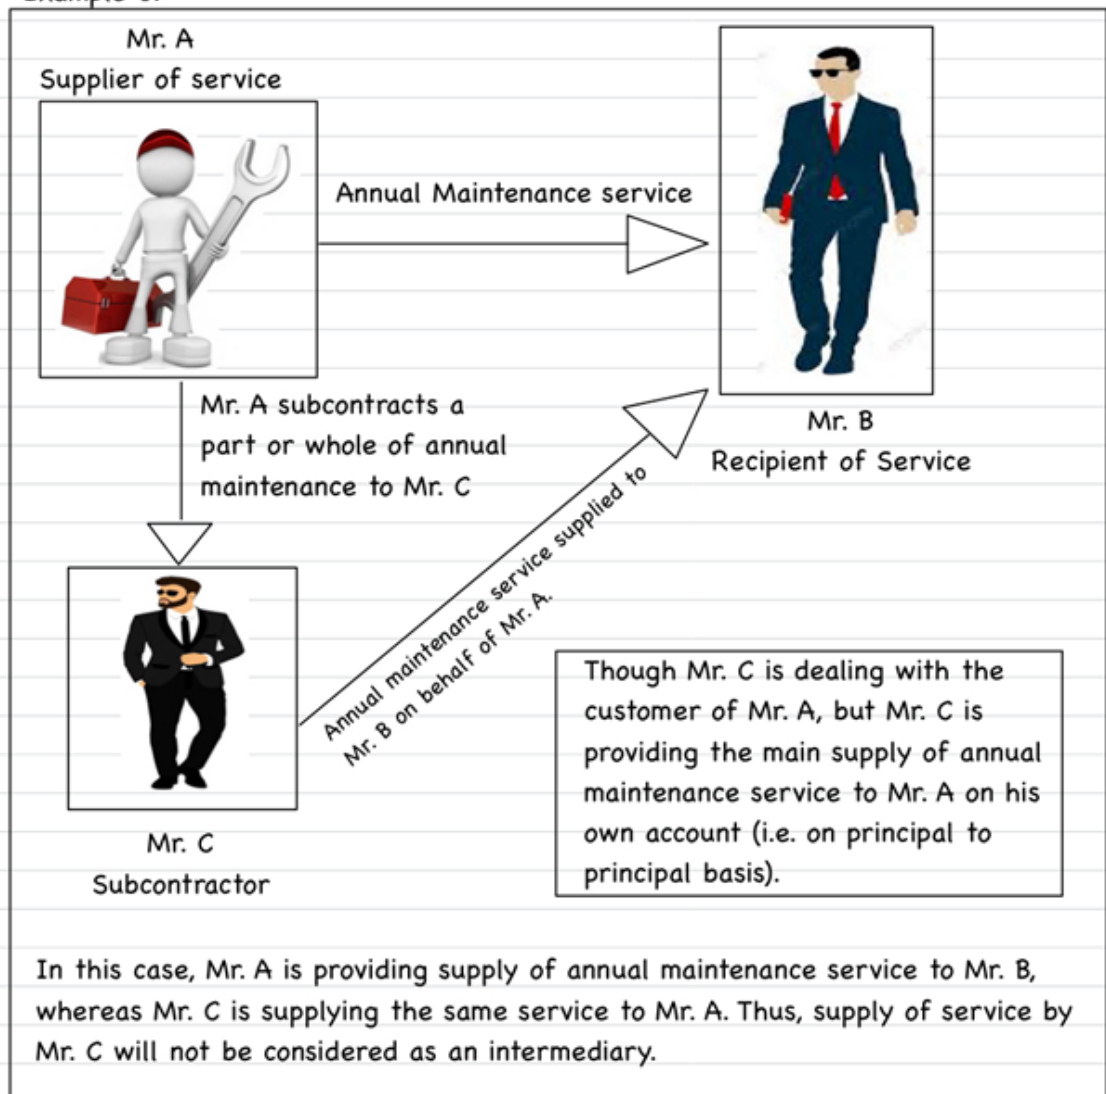 Mr. A
Supplier of service
Annual Maintenance service
Mr. B
Recipient of Service
Mr. A subcontracts a
part or whole of annual
maintenance to Mr. C
Annual maintenance service supplied to
Mr. B on behalf of Mr. A.
Mr. C
Subcontractor
Though Mr. C is dealing with the
customer of Mr. A, but Mr. C is
providing the main supply of annual
maintenance service to Mr. A on his
own account (i.e. on principal to
principal basis).
In this case, Mr. A is providing supply of annual maintenance service to Mr. B,
whereas Mr. C is supplying the same service to Mr. A. Thus, supply of service by
Mr. C will not be considered as an intermediary.